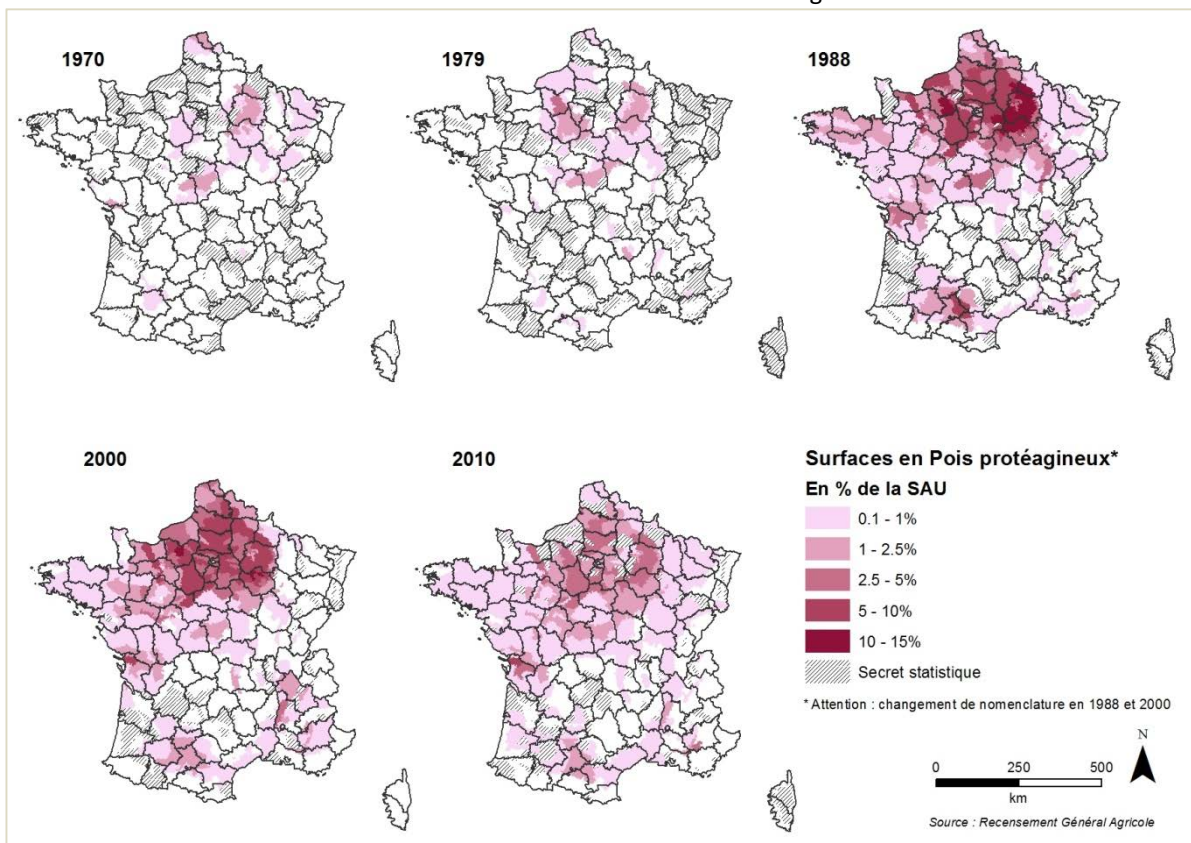 1970
1979
1988
2000
2010
Surfaces en Pois protéagineux*
En % de la SAU
0.1 - 1%
1 - 2.5%
2.5 - 5%
5 - 10%
10 - 15%
Secret statistique
* Attention : changement de nomenclature en 1988 et 2000
N
0 250 500
km
Source : Recensement Général Agricole